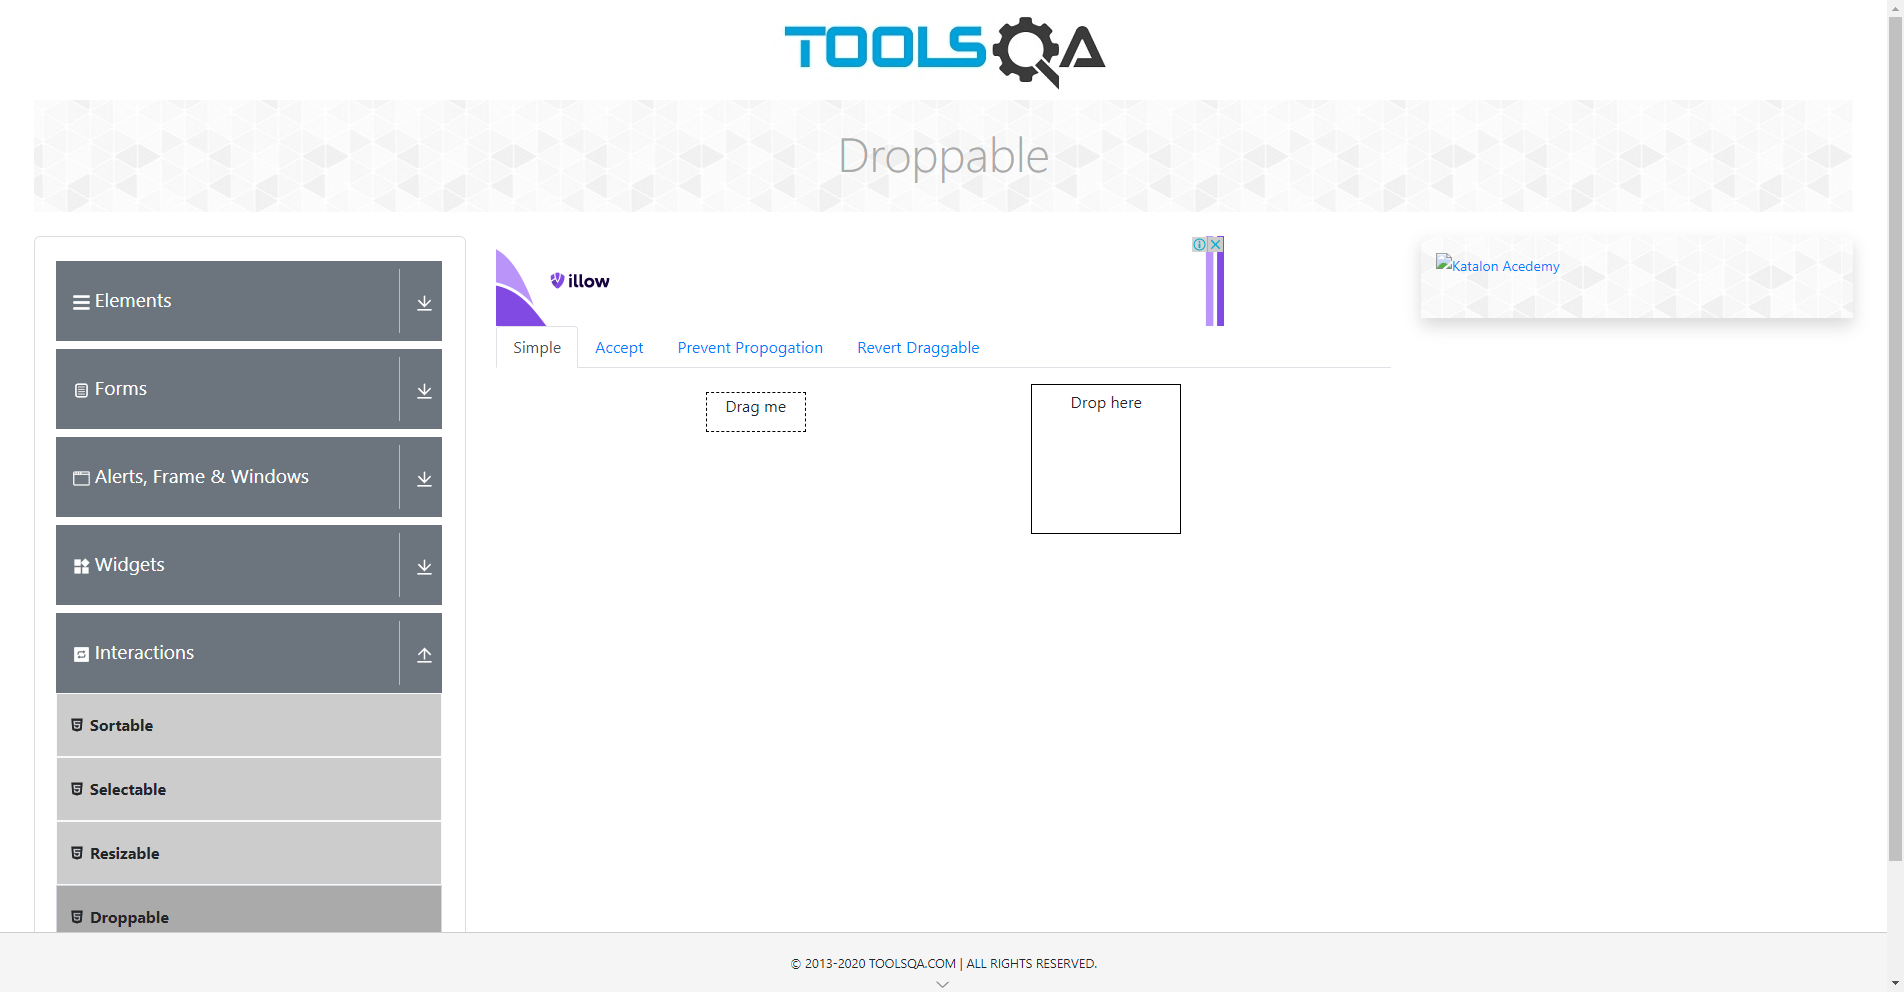 TOOLSQA
Droppable
Elements
Forms
Alerts, Frame & Windows
Widgets
Interactions
Sortable
Selectable
Resizable
Droppable
illow
Simple Accept Prevent Propogation Revert Draggable
Drag me
Drop here
Katalon Acedemy
© 2013-2020 TOOLSQA.COM | ALL RIGHTS RESERVED.